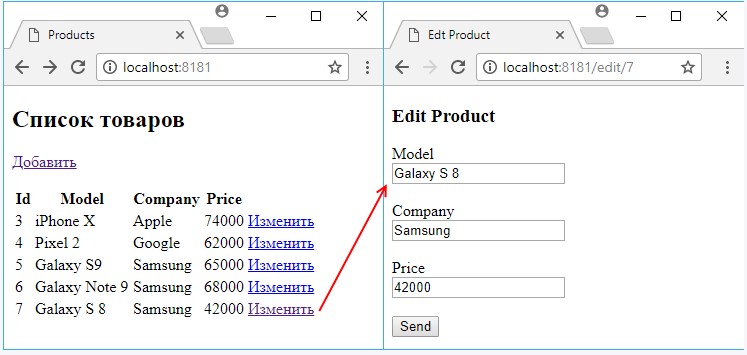 Products
localhost:8181
Список товаров
Добавить
Id Model Company Price
3 iPhone X Apple 74000 Изменить
4 Pixel 2 Google 62000 Изменить
5 Galaxy S9 Samsung 65000 Изменить
6 Galaxy Note 9 Samsung 68000 Изменить
7 Galaxy S 8 Samsung 42000 Изменить
Edt Product
localhost:8181/edit/7
Edit Product
Model
Galaxy S 8
Company
Samsung
Price
42000
Send